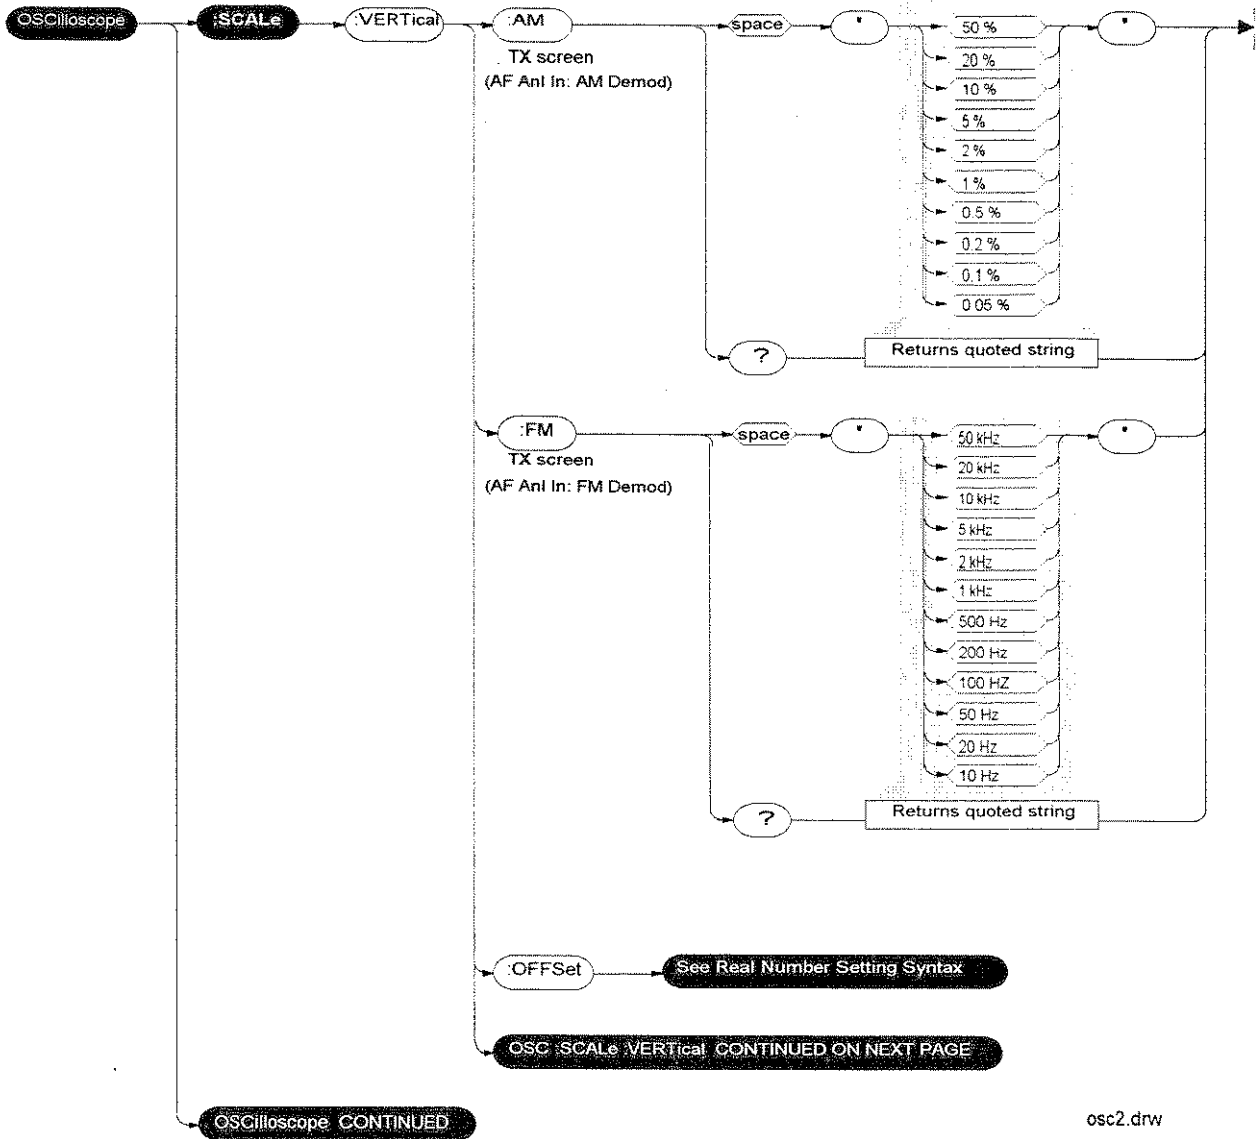 OSCilloscope :SCALe :VERTical :AM space ' 50 % '
TX screen
(AF Anl In: AM Demod)
20 %
10 %
5 %
2 %
1 %
0.5 %
0.2 %
0.1 %
0.05 %
? Returns quoted string
:FM space ' 50 kHz '
TX screen
(AF Anl In: FM Demod)
20 kHz
10 kHz
5 kHz
2 kHz
1 kHz
500 Hz
200 Hz
100 HZ
50 Hz
20 Hz
10 Hz
? Returns quoted string
:OFFSet See Real Number Setting Syntax
OSC :SCALe :VERTical CONTINUED ON NEXT PAGE
OSCilloscope CONTINUED
osc2.drw